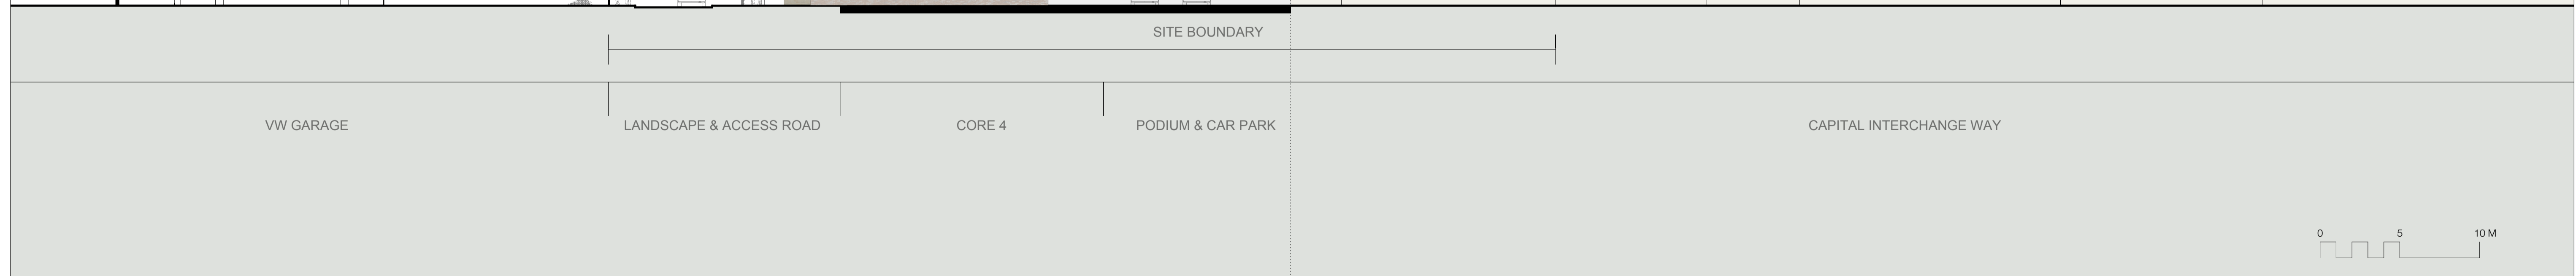 SITE BOUNDARY
VW GARAGE
LANDSCAPE & ACCESS ROAD
CORE 4
PODIUM & CAR PARK
CAPITAL INTERCHANGE WAY
0 5 10 M